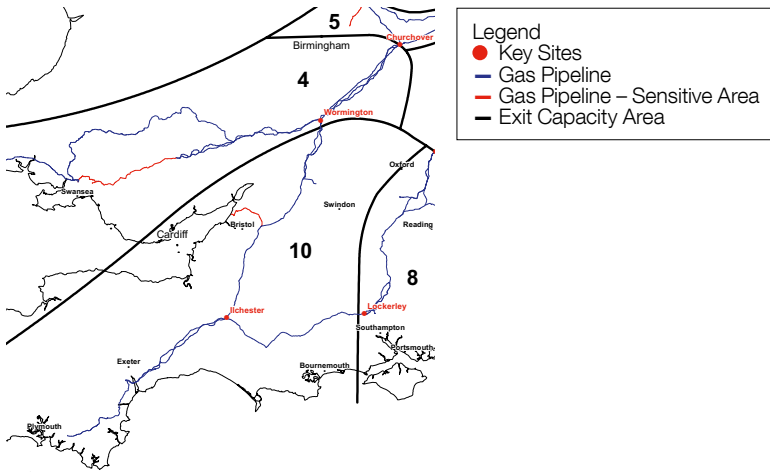 5
Birmingham
Churchover
4
Wormington
Oxford
Swansea
Swindon
Bristol
Reading
Cardiff
10
8
Ilchester
Lockerley
Southampton
Portsmouth
Exeter
Bournemouth
Plymouth
Legend
Key Sites
Gas Pipeline
Gas Pipeline – Sensitive Area
Exit Capacity Area